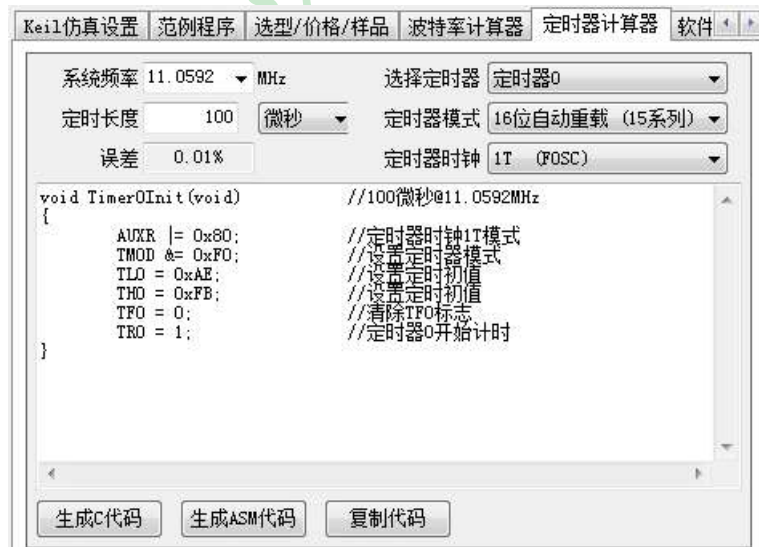 Keil仿真设置 范例程序 选型/价格/样品 波特率计算器 定时器计算器 软件
系统频率 11.0592 MHz 选择定时器 定时器0
定时长度 100 微秒 定时器模式 16位自动重载 (15系列)
误差 0.01% 定时器时钟 1T (FOSC)
void Timer0Init(void) //100微秒@11.0592MHz
{
AUXR |= 0x80; //定时器时钟1T模式
TMOD &= 0xF0; //设置定时器模式
TL0 = 0xAE; //设置定时初值
TH0 = 0xFB; //设置定时初值
TF0 = 0; //清除TF0标志
TR0 = 1; //定时器0开始计时
}
生成C代码 生成ASM代码 复制代码